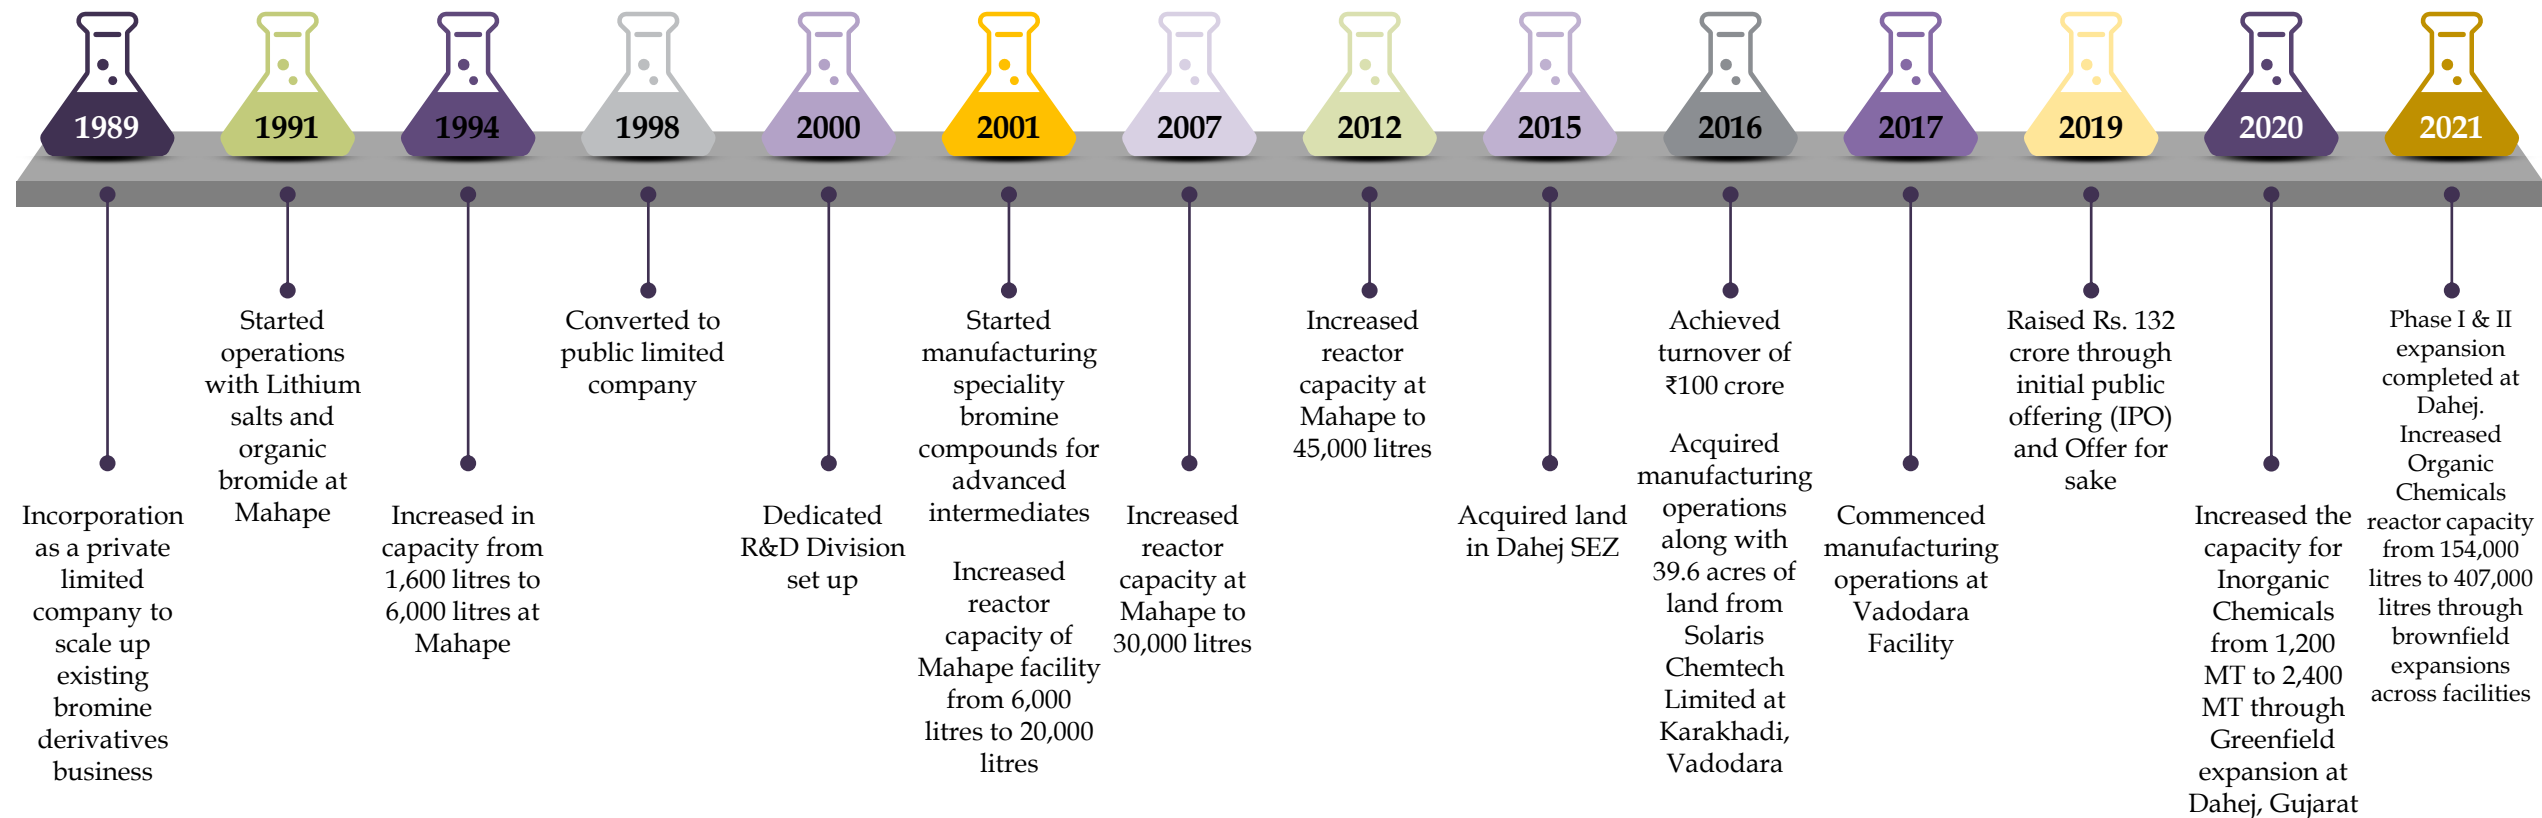 1989
1991
1994
1998
2000
2001
2007
2012
2015
2016
2017
2019
2020
2021
Incorporation
as a private
limited
company to
scale up
existing
bromine
derivatives
business
Started
operations
with Lithium
salts and
organic
bromide at
Mahape
Increased in
capacity from
1,600 litres to
6,000 litres at
Mahape
Converted to
public limited
company
Dedicated
R&D Division
set up
Started
manufacturing
speciality
bromine
compounds for
advanced
intermediates
Increased
reactor
capacity of
Mahape facility
from 6,000
litres to 20,000
litres
Increased
reactor
capacity at
Mahape to
30,000 litres
Increased
reactor
capacity at
Mahape to
45,000 litres
Acquired land
in Dahej SEZ
Achieved
turnover of
₹100 crore
Acquired
manufacturing
operations
along with
39.6 acres of
land from
Solaris
Chemtech
Limited at
Karakhadi,
Vadodara
Commenced
manufacturing
operations at
Vadodara
Facility
Raised Rs. 132
crore through
initial public
offering (IPO)
and Offer for
sake
Increased the
capacity for
Inorganic
Chemicals
from 1,200
MT to 2,400
MT through
Greenfield
expansion at
Dahej, Gujarat
Phase I & II
expansion
completed at
Dahej.
Increased
Organic
Chemicals
reactor capacity
from 154,000
litres to 407,000
litres through
brownfield
expansions
across facilities